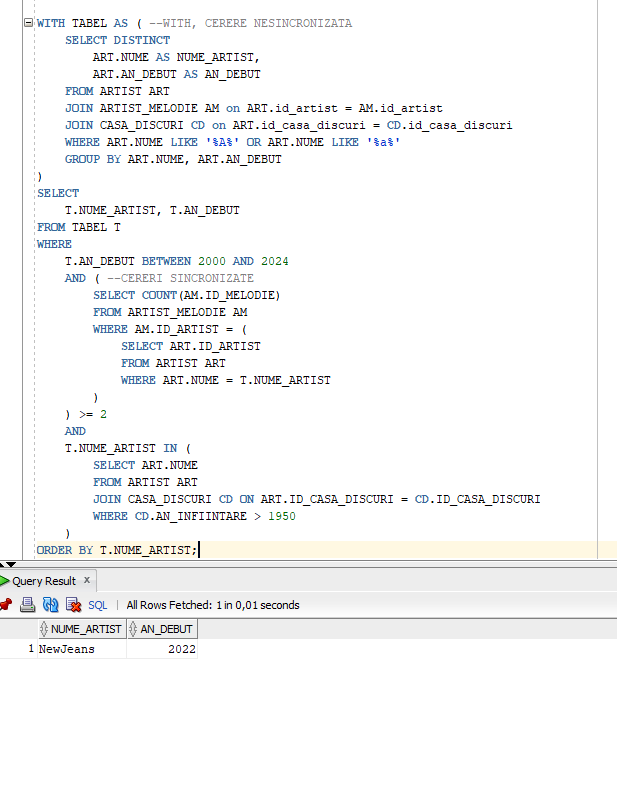 WITH TABEL AS ( --WITH, CERERE NESINCRONIZATA
    SELECT DISTINCT
        ART.NUME AS NUME_ARTIST,
        ART.AN_DEBUT AS AN_DEBUT
    FROM ARTIST ART
    JOIN ARTIST_MELODIE AM on ART.id_artist = AM.id_artist
    JOIN CASA_DISCURI CD on ART.id_casa_discuri = CD.id_casa_discuri
    WHERE ART.NUME LIKE '%A%' OR ART.NUME LIKE '%a%'
    GROUP BY ART.NUME, ART.AN_DEBUT
)
SELECT
    T.NUME_ARTIST, T.AN_DEBUT
FROM TABEL T
WHERE
    T.AN_DEBUT BETWEEN 2000 AND 2024
    AND ( --CERERI SINCRONIZATE
        SELECT COUNT(AM.ID_MELODIE)
        FROM ARTIST_MELODIE AM
        WHERE AM.ID_ARTIST = (
            SELECT ART.ID_ARTIST
            FROM ARTIST ART
            WHERE ART.NUME = T.NUME_ARTIST
        )
    ) >= 2
    AND
    T.NUME_ARTIST IN (
        SELECT ART.NUME
        FROM ARTIST ART
        JOIN CASA_DISCURI CD ON ART.ID_CASA_DISCURI = CD.ID_CASA_DISCURI
        WHERE CD.AN_INFIINTARE > 1950
    )
ORDER BY T.NUME_ARTIST;
Query Result x
SQL | All Rows Fetched: 1 in 0,01 seconds
NUME_ARTIST AN_DEBUT
1 NewJeans 2022